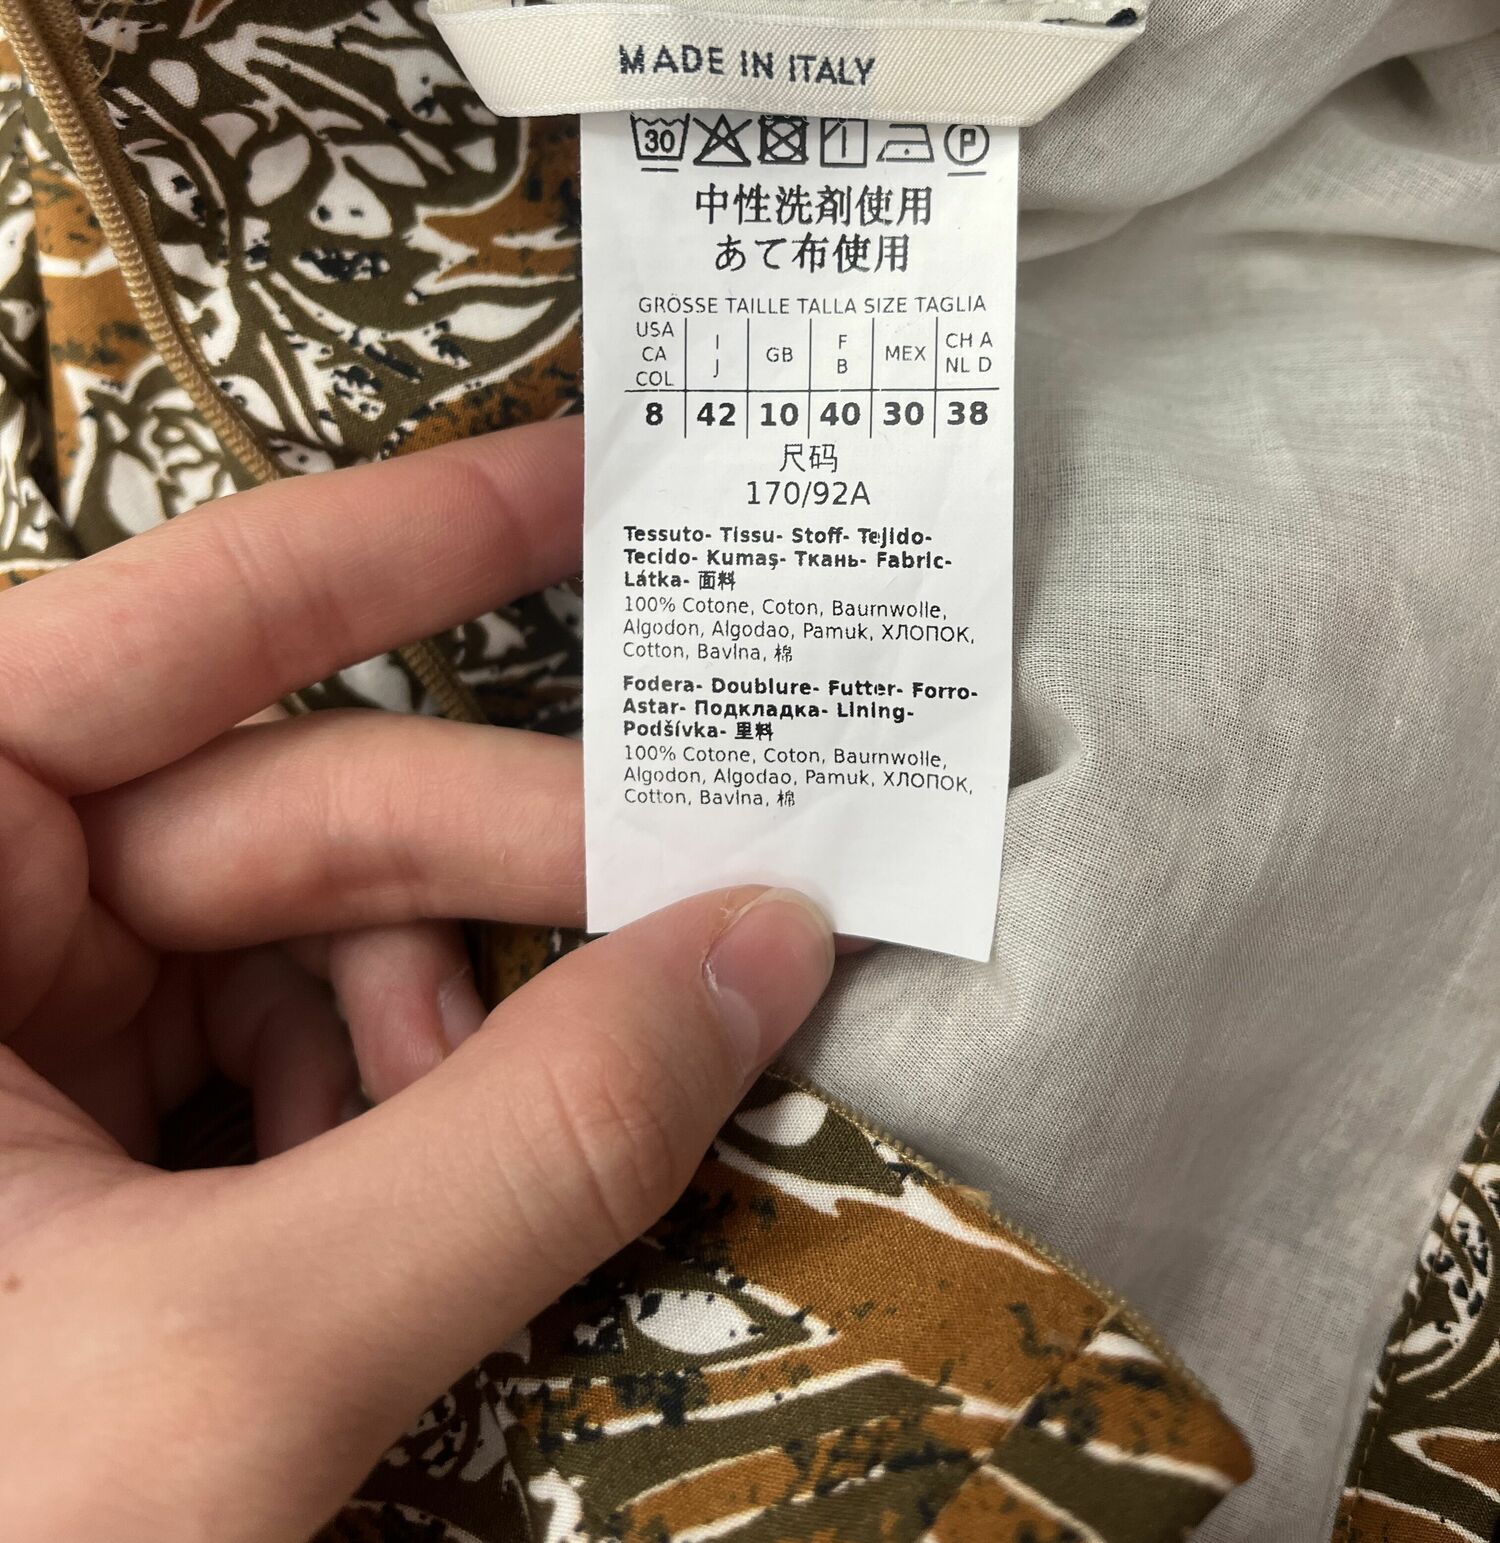 MADE IN ITALY
30 P
中性洗剤使用
あて布使用
GRÖSSE TAILLE TALLA SIZE TAGLIA
USA CA COL I J GB F B MEX CH A NL D
8 42 10 40 30 38
尺码
170/92A
Tessuto- Tissu- Stoff- Tejido-
Tecido- Kumaş- Ткань- Fabric-
Látka- 面料
100% Cotone, Coton, Baurnwolle,
Algodon, Algodao, Pamuk, ХЛОПОК,
Cotton, Bavlna, 棉
Fodera- Doublure- Futter- Forro-
Astar- Подкладка- Lining-
Podšívka- 里料
100% Cotone, Coton, Baurnwolle,
Algodon, Algodao, Pamuk, ХЛОПОК,
Cotton, Bavlna, 棉